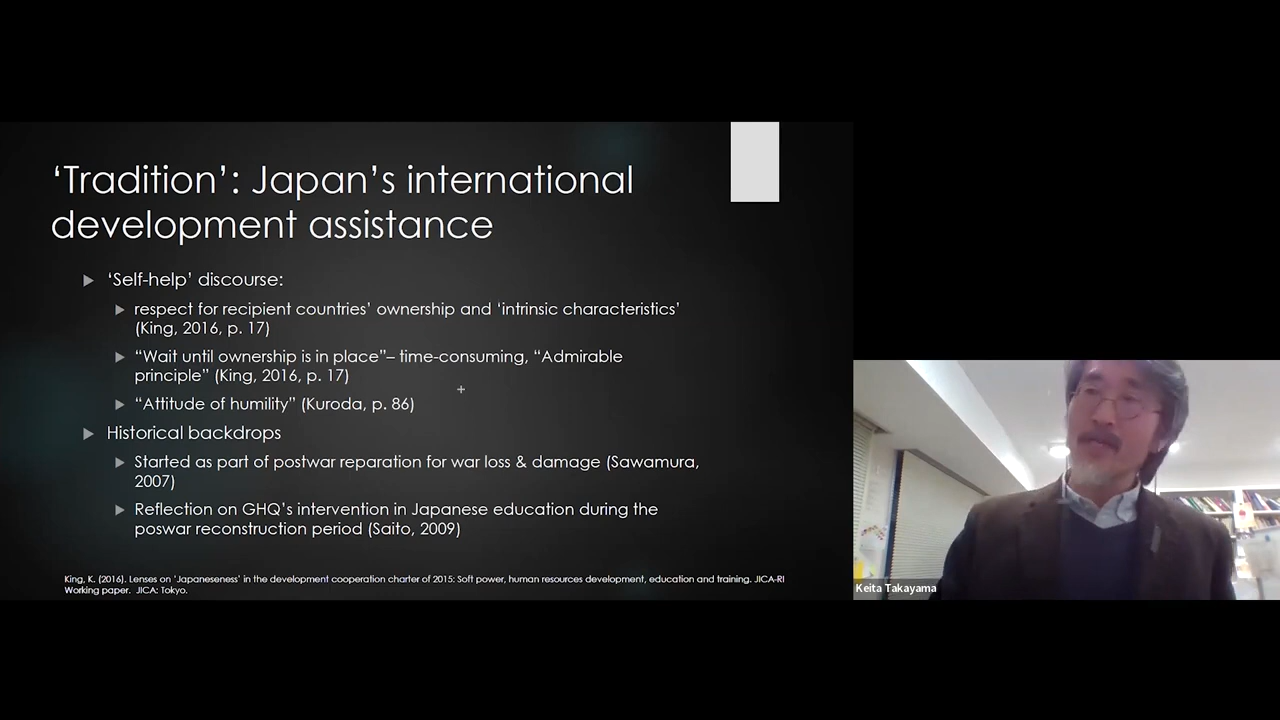 ‘Tradition’: Japan’s international
development assistance
‘Self-help’ discourse:
respect for recipient countries’ ownership and ‘intrinsic characteristics’
(King, 2016, p. 17)
“Wait until ownership is in place”– time-consuming, “Admirable
principle” (King, 2016, p. 17)
“Attitude of humility” (Kuroda, p. 86)
Historical backdrops
Started as part of postwar reparation for war loss & damage (Sawamura,
2007)
Reflection on GHQ’s intervention in Japanese education during the
poswar reconstruction period (Saito, 2009)
King, K. (2016). Lenses on ‘Japaneseness’ in the development cooperation charter of 2015: Soft power, human resources development, education and training. JICA-RI
Working paper. JICA: Tokyo.
Keita Takayama